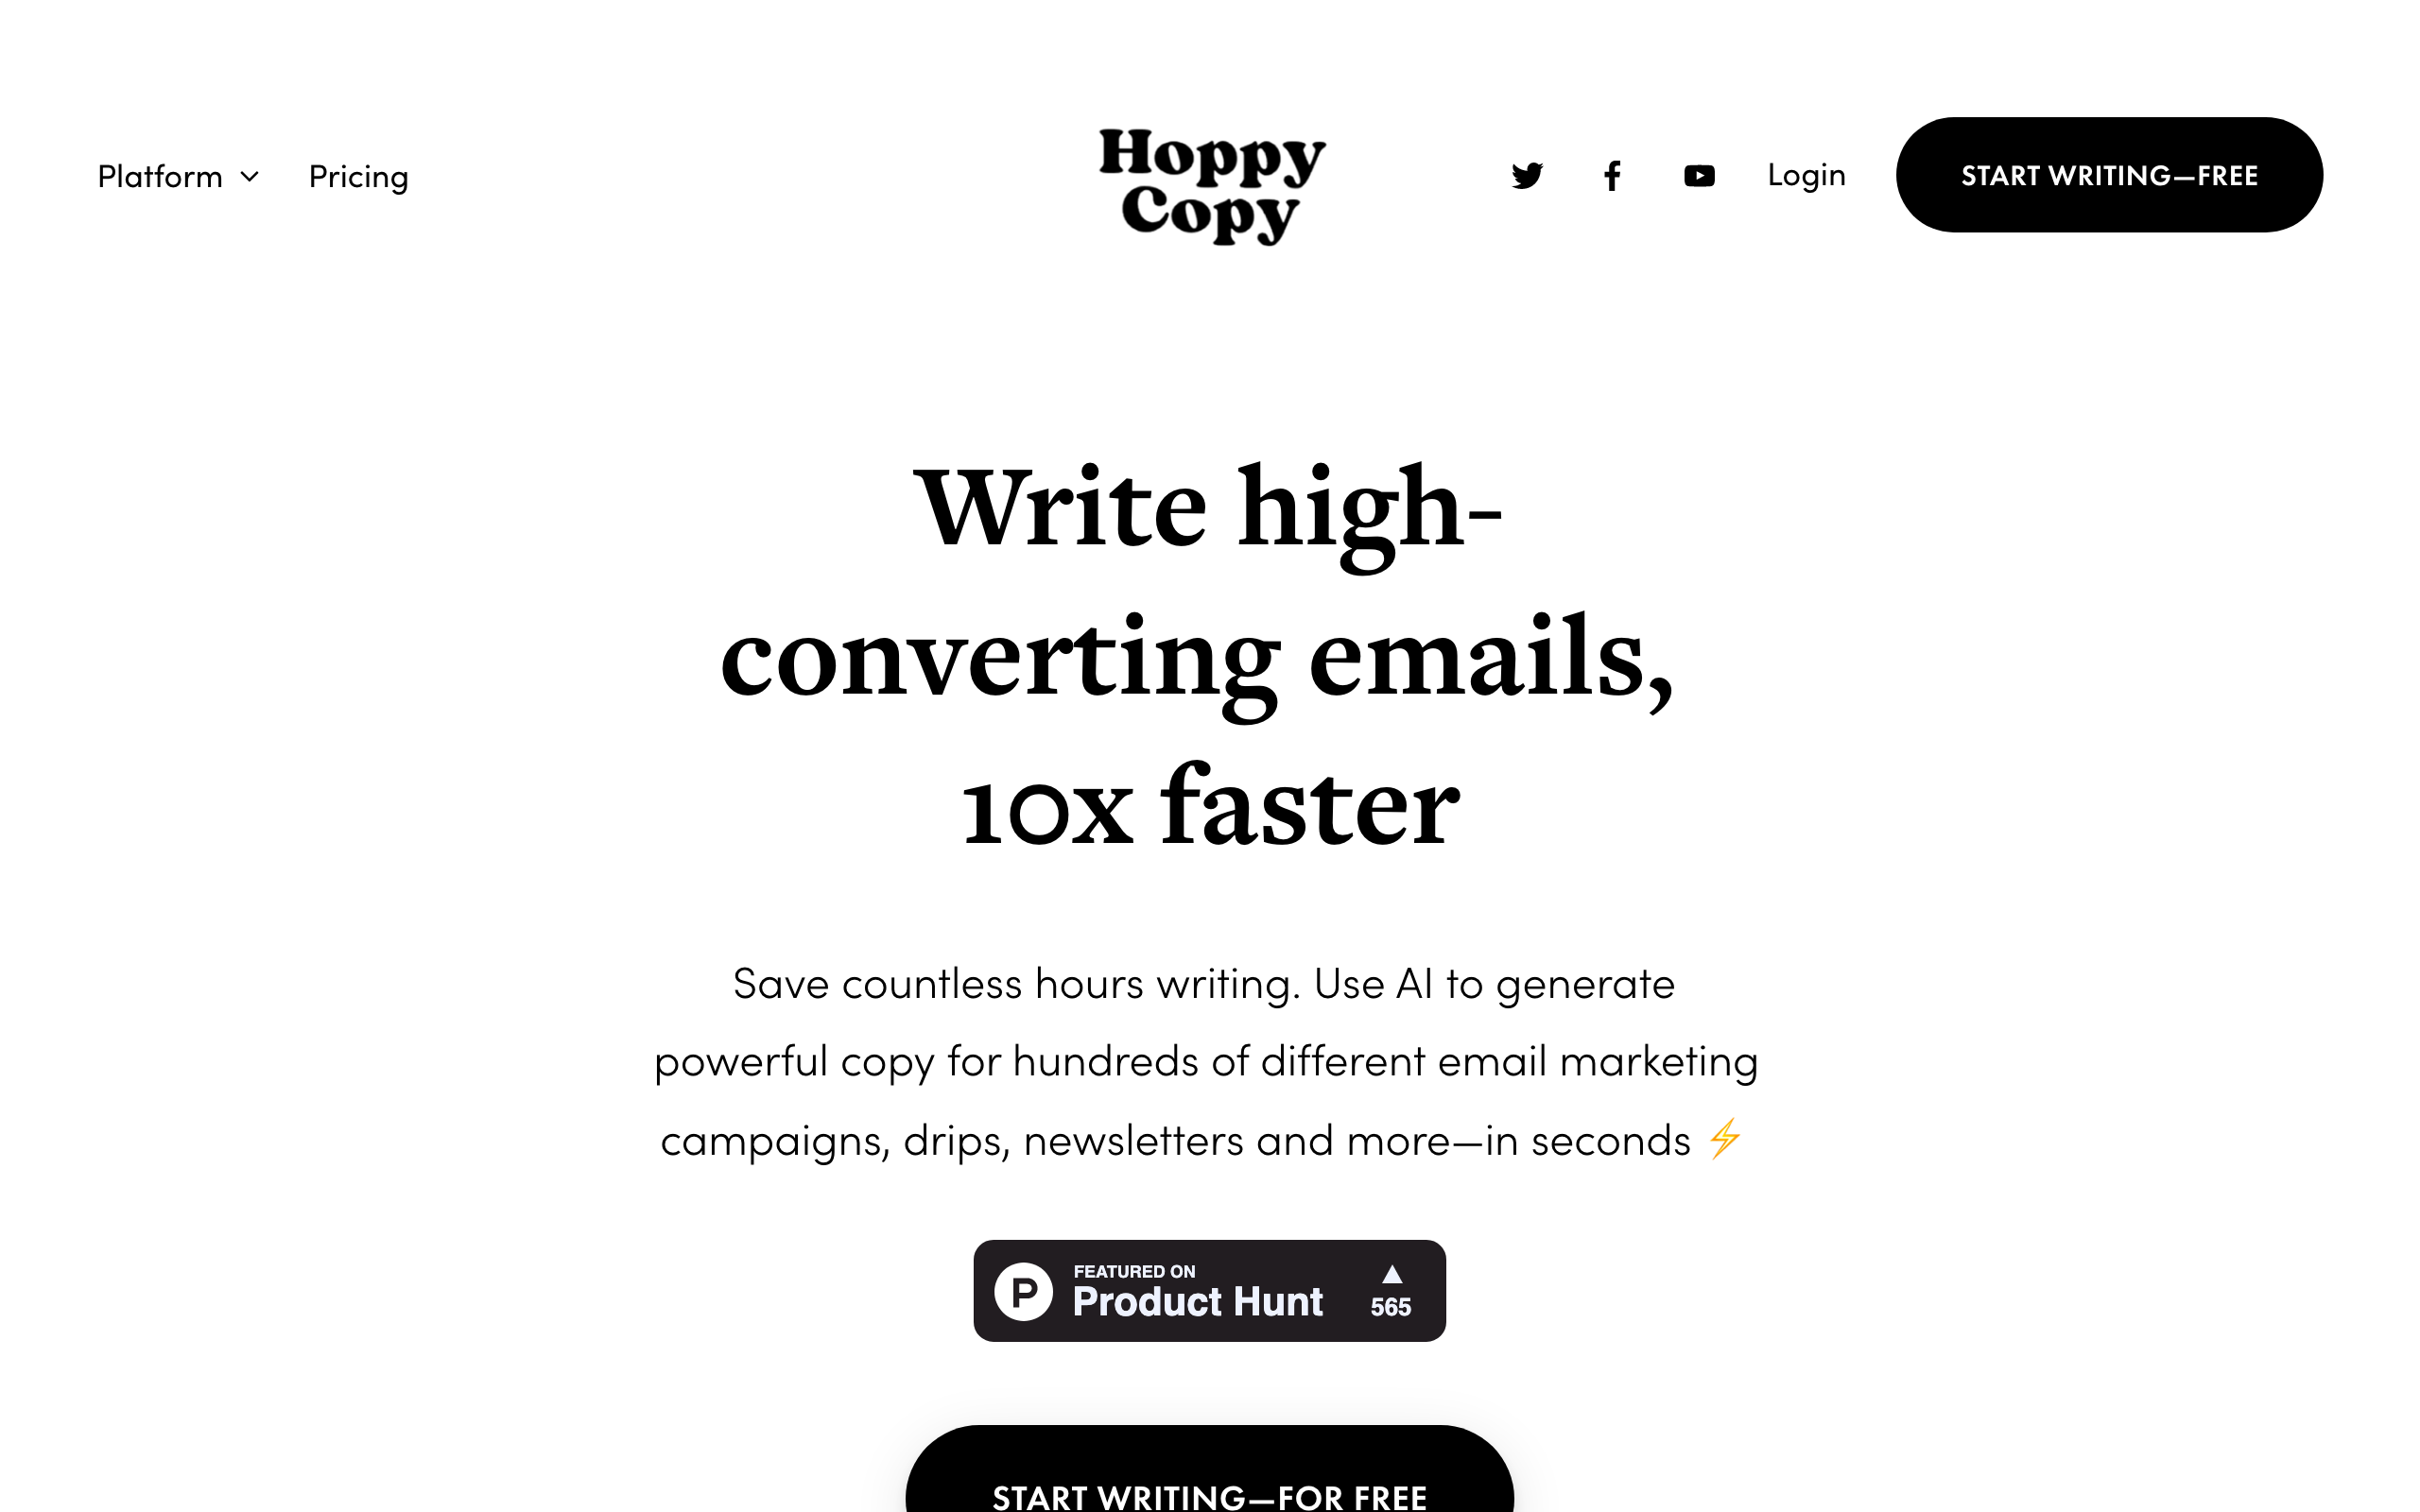 Platform
Pricing
Hoppy
Copy
Login
START WRITING—FREE
Write high-
converting emails,
10x faster
Save countless hours writing. Use AI to generate
powerful copy for hundreds of different email marketing
campaigns, drips, newsletters and more—in seconds ⚡
P
FEATURED ON
Product Hunt
565
START WRITING—FOR FREE